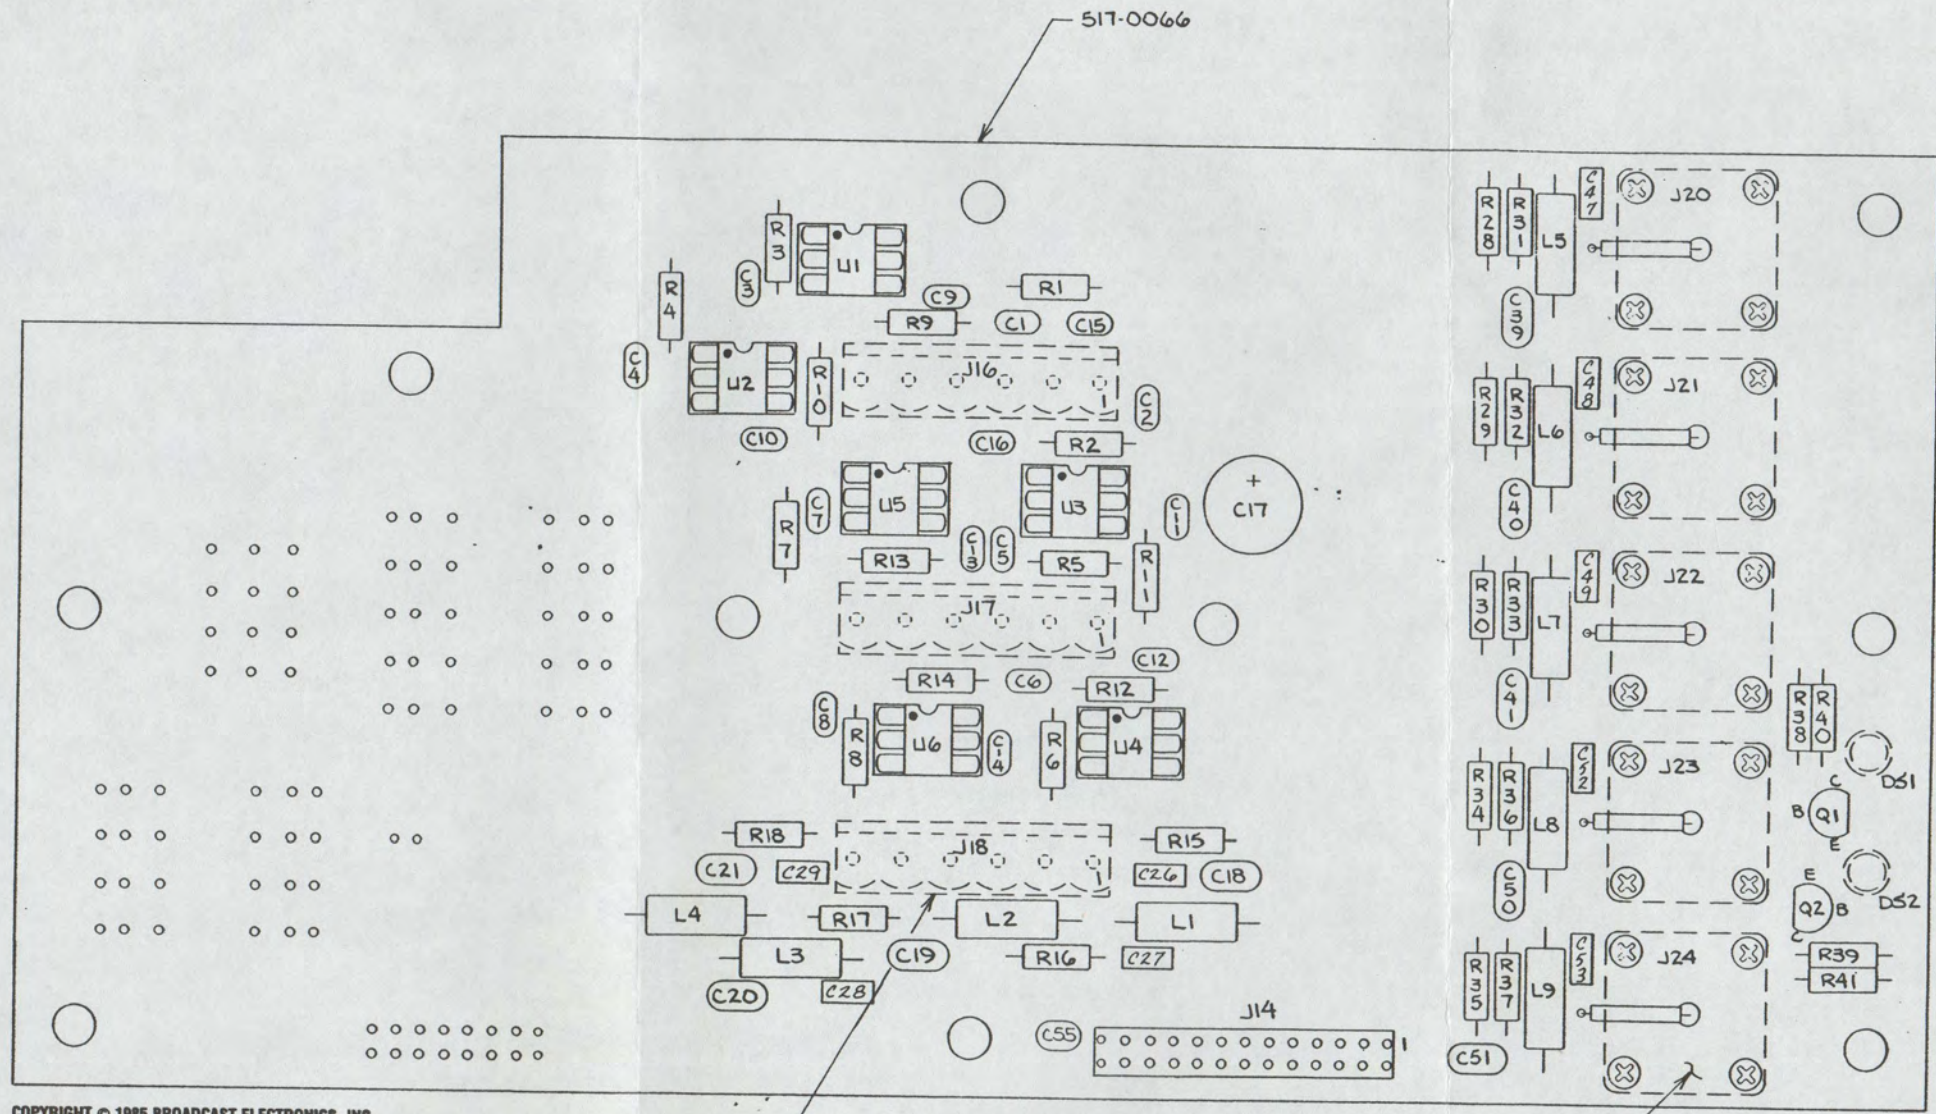 517-0066
R3
U1
C3
R4
C9
R1
R9
C1
C15
C4
U2
R10
J16
C2
C10
C16
R2
C7
U5
U3
C11
+
C17
R7
R13
C13
C5
R5
R11
J17
C12
R14
C6
R12
C8
R8
U6
C14
R6
U4
R18
J18
R15
C21
C29
C26
C18
L4
R17
L2
L1
L3
C19
R16
C27
C20
C28
C55
J14
1
R28
R31
L5
C47
J20
C39
R29
R32
L6
C48
J21
C40
R30
R33
L7
C49
J22
C41
R38
R40
R34
R36
L8
C52
J23
DS1
C
B
Q1
E
C50
E
Q2
B
C
DS2
R35
R37
L9
C53
J24
R39
R41
C51
COPYRIGHT © 1985 BROADCAST ELECTRONICS, INC